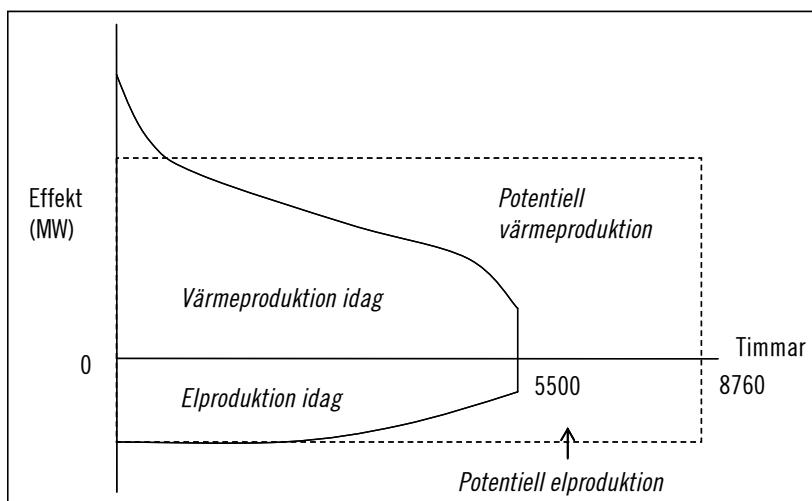 Effekt
(MW)
Potentiell
värmeproduktion
Värmeproduktion idag
0
Timmar
5500
8760
Elproduktion idag
Potentiell elproduktion